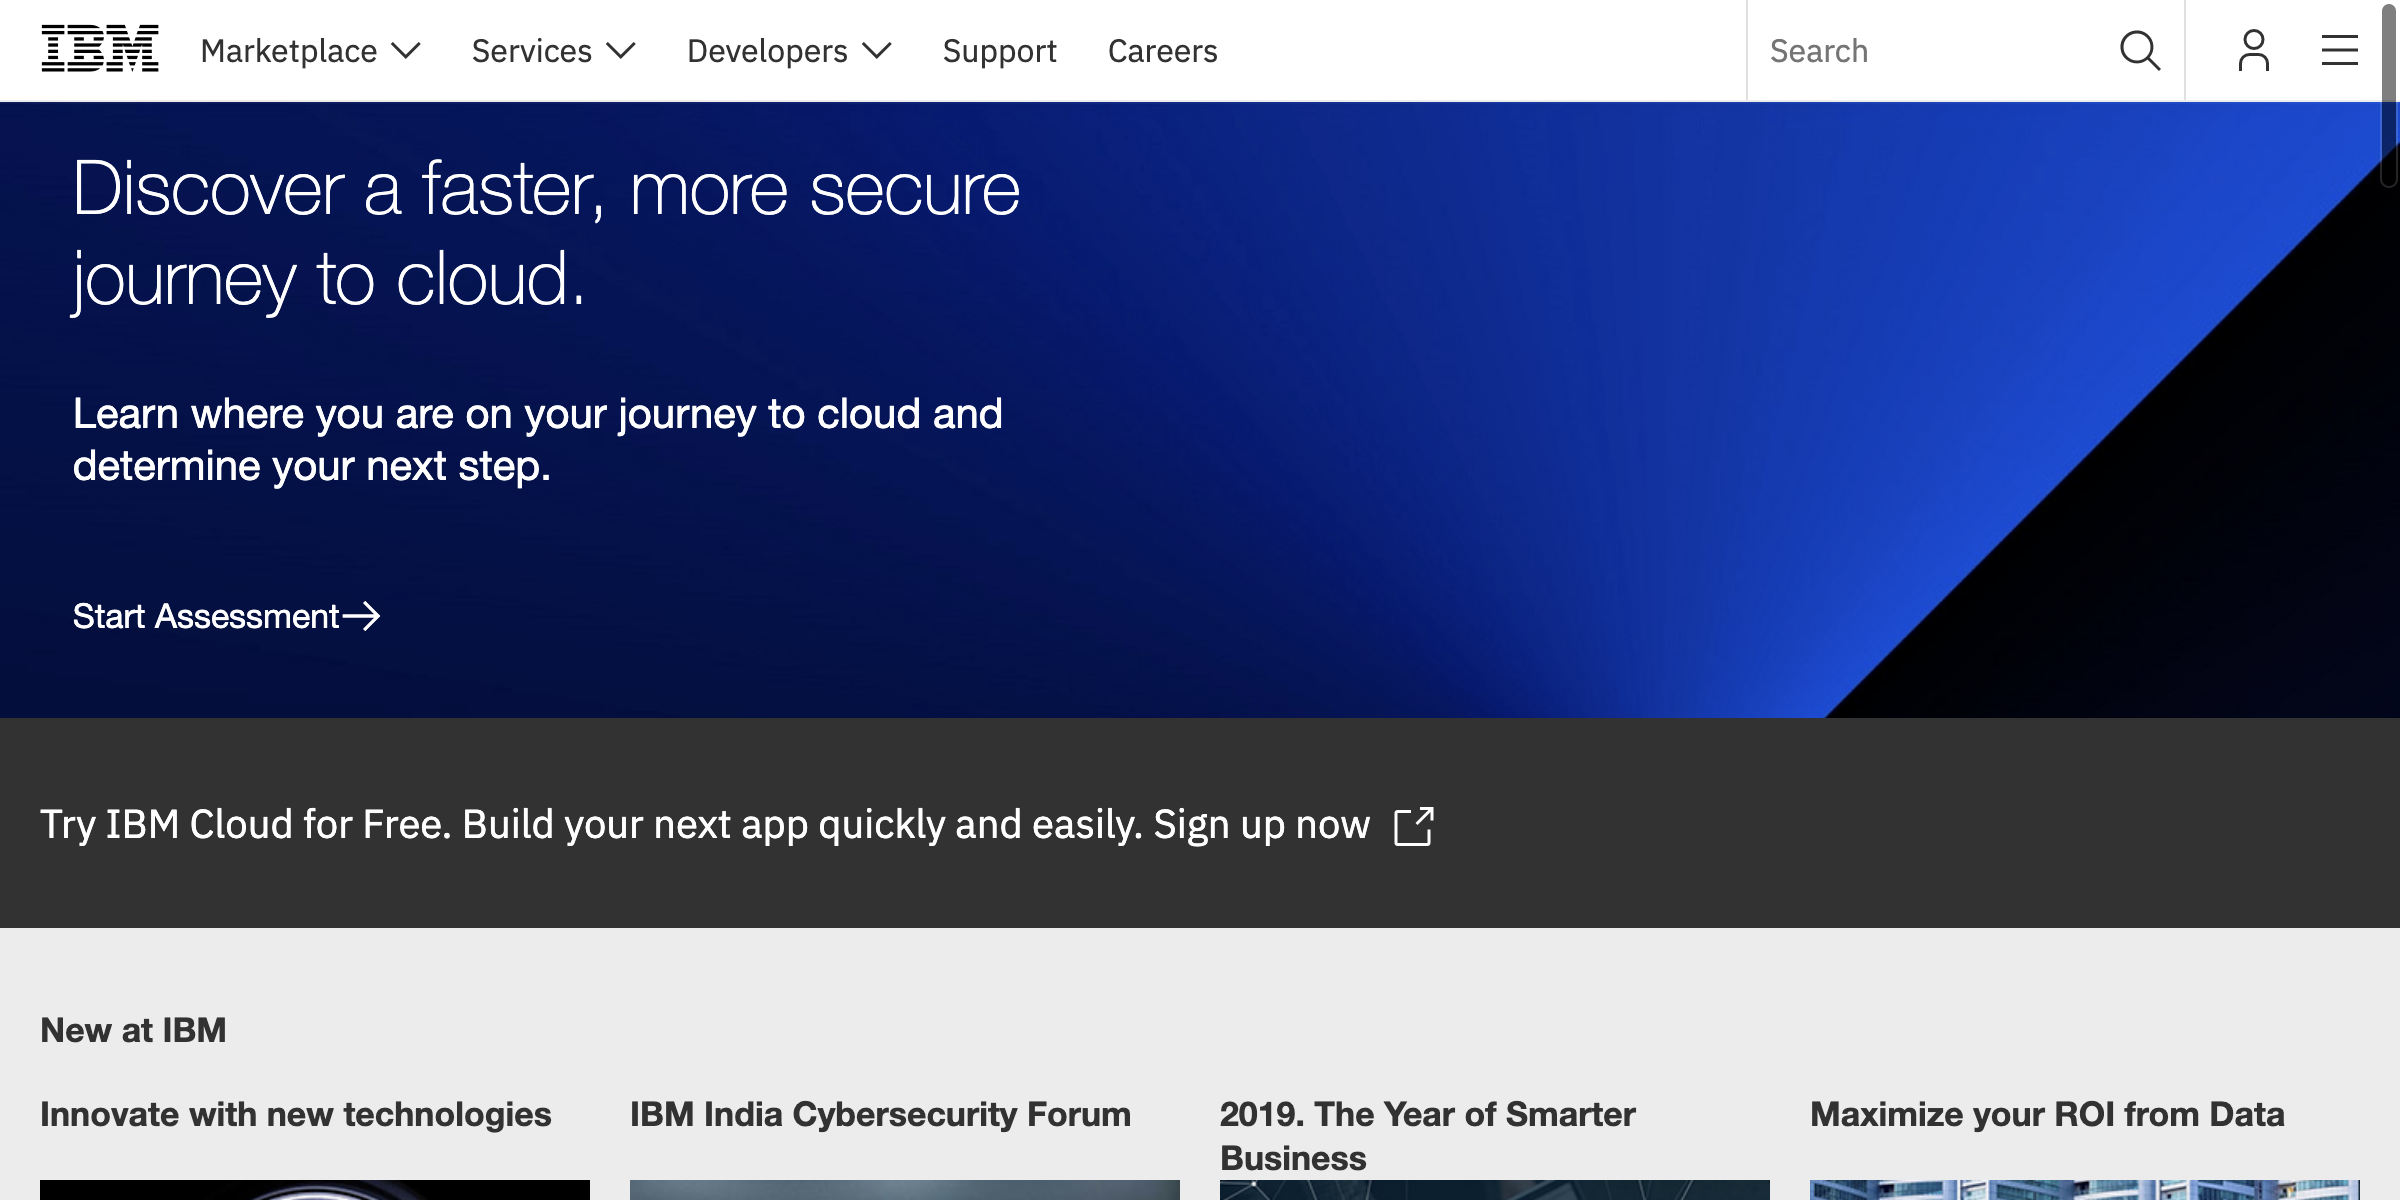 IBM Marketplace Services Developers Support Careers Search
Discover a faster, more secure
journey to cloud.
Learn where you are on your journey to cloud and
determine your next step.
Start Assessment
Try IBM Cloud for Free. Build your next app quickly and easily. Sign up now
New at IBM
Innovate with new technologies
IBM India Cybersecurity Forum
2019. The Year of Smarter
Business
Maximize your ROI from Data